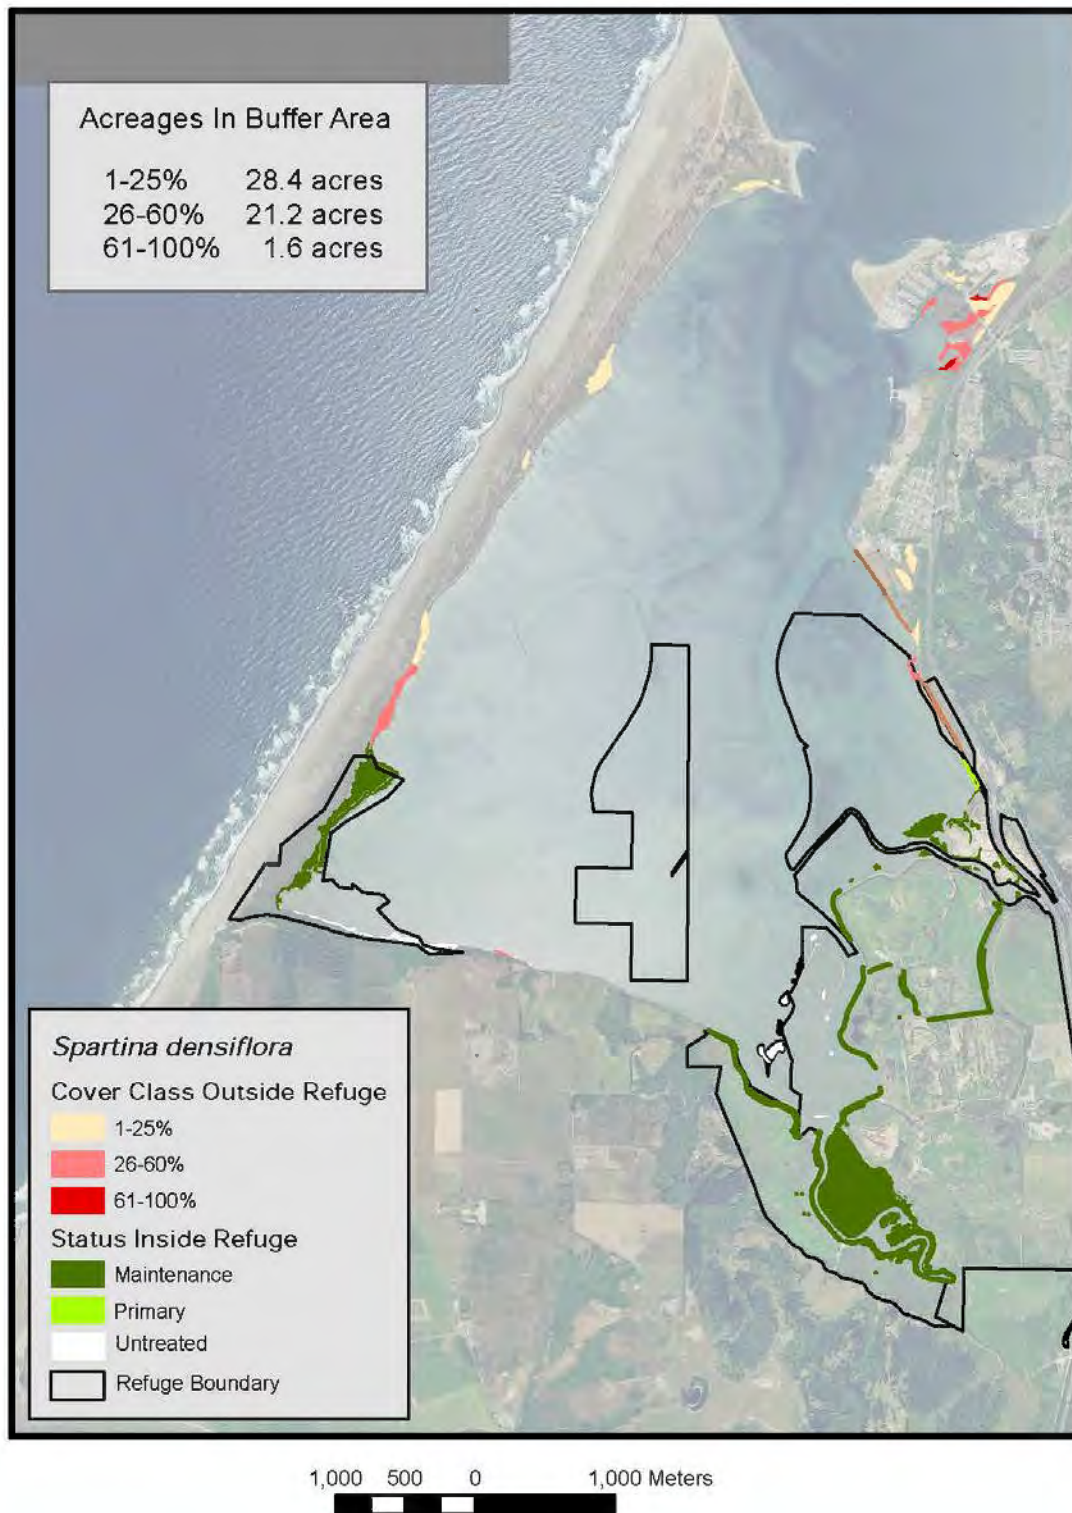 Acreages In Buffer Area
1-25% 28.4 acres
26-60% 21.2 acres
61-100% 1.6 acres
Spartina densiflora
Cover Class Outside Refuge
1-25%
26-60%
61-100%
Status Inside Refuge
Maintenance
Primary
Untreated
Refuge Boundary
1,000 500 0 1,000 Meters